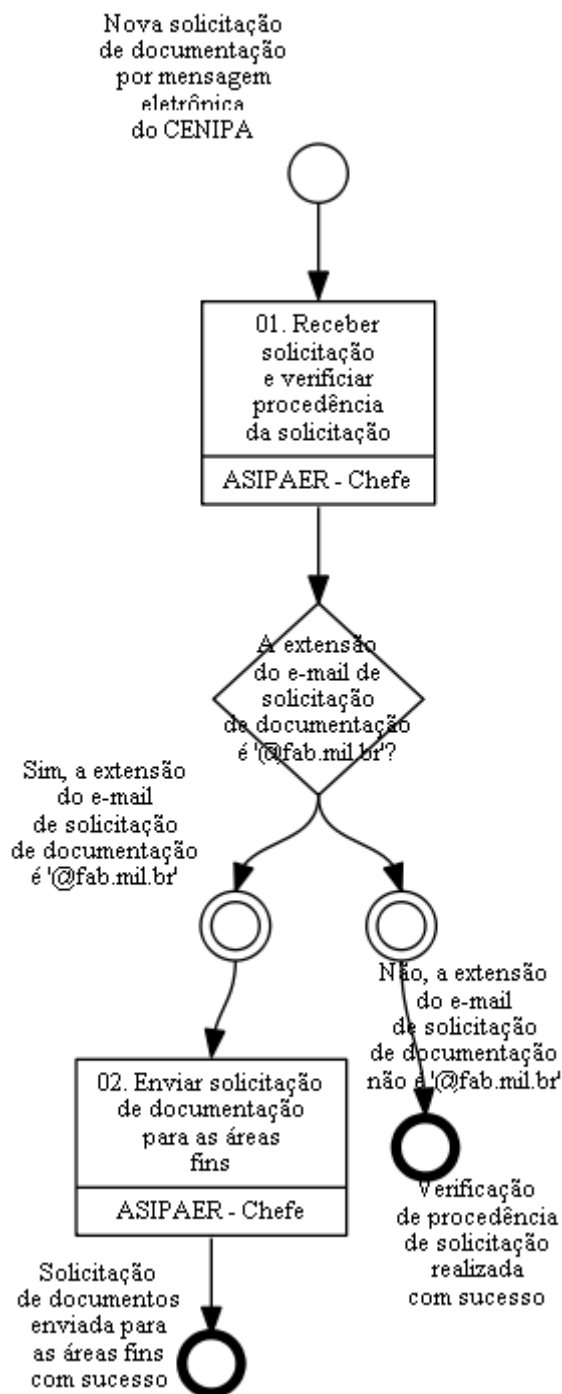 Nova solicitação
de documentação
por mensagem
eletrônica
do CENIPA
01. Receber
solicitação
e verificiar
procedência
da solicitação
ASIPAER - Chefe
A extensão
do e-mail de
solicitação
de documentação
é '@fab.mil.br'?
Sim, a extensão
do e-mail
de solicitação
de documentação
é '@fab.mil.br'
Não, a extensão
do e-mail
de solicitação
de documentação
não é '@fab.mil.br'
02. Enviar solicitação
de documentação
para as áreas
fins
ASIPAER - Chefe
Verificação
de procedência
de solicitação
realizada
com sucesso
Solicitação
de documentos
enviada para
as áreas fins
com sucesso